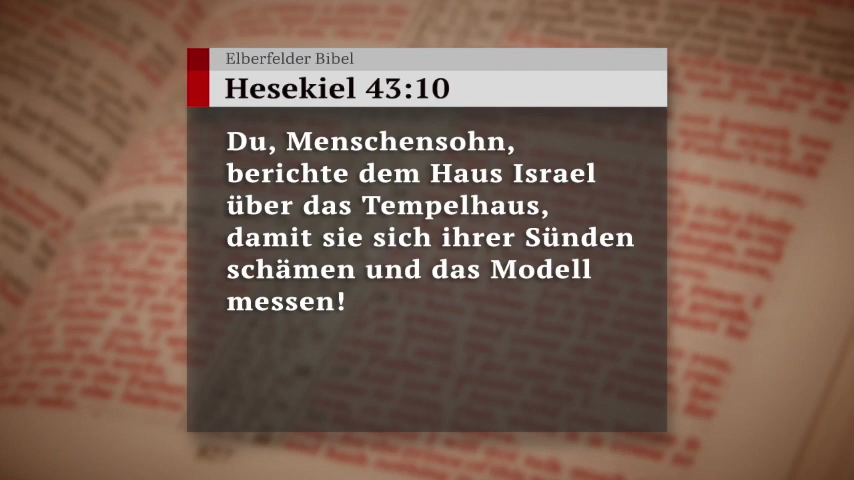 Elberfelder Bibel
Hesekiel 43:10
Du, Menschensohn,
berichte dem Haus Israel
über das Tempelhaus,
damit sie sich ihrer Sünden
schämen und das Modell
messen!